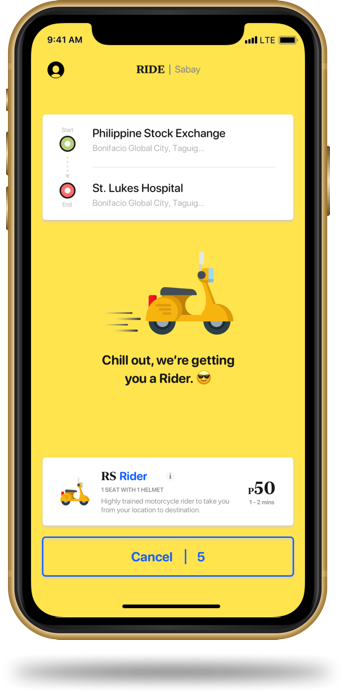 9:41 AM LTE
RIDE | Sabay
Start
Philippine Stock Exchange
Bonifacio Global City, Taguig...
St. Lukes Hospital
End
Bonifacio Global City, Taguig...
Chill out, we're getting
you a Rider. 😎
RS Rider i
1 SEAT WITH 1 HELMET
Highly trained motorcycle rider to take you
from your location to destination.
P50
1 - 2 mins
Cancel | 5